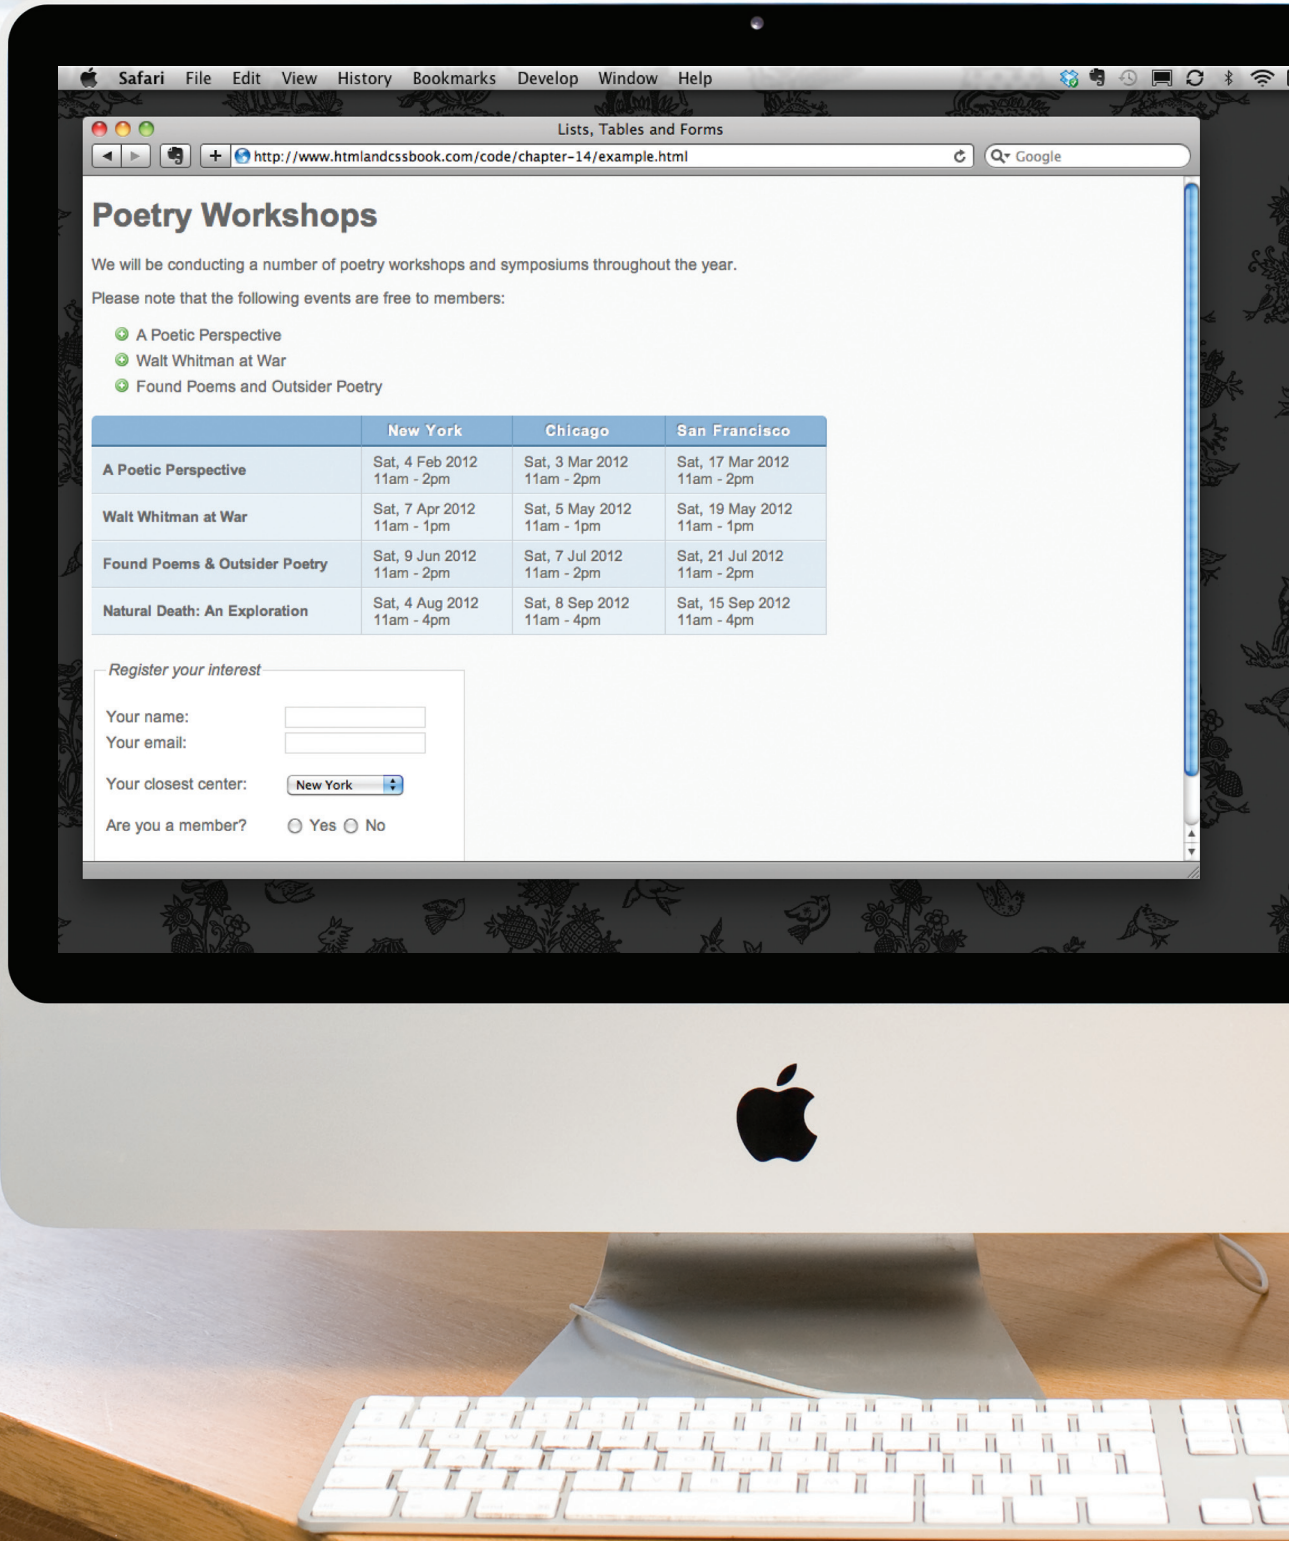 Safari File Edit View History Bookmarks Develop Window Help
Lists, Tables and Forms
http://www.htmlandcssbook.com/code/chapter-14/example.html
Google
Poetry Workshops
We will be conducting a number of poetry workshops and symposiums throughout the year.
Please note that the following events are free to members:
A Poetic Perspective
Walt Whitman at War
Found Poems and Outsider Poetry
New York Chicago San Francisco
A Poetic Perspective
Sat, 4 Feb 2012
11am - 2pm
Sat, 3 Mar 2012
11am - 2pm
Sat, 17 Mar 2012
11am - 2pm
Walt Whitman at War
Sat, 7 Apr 2012
11am - 1pm
Sat, 5 May 2012
11am - 1pm
Sat, 19 May 2012
11am - 1pm
Found Poems & Outsider Poetry
Sat, 9 Jun 2012
11am - 2pm
Sat, 7 Jul 2012
11am - 2pm
Sat, 21 Jul 2012
11am - 2pm
Natural Death: An Exploration
Sat, 4 Aug 2012
11am - 4pm
Sat, 8 Sep 2012
11am - 4pm
Sat, 15 Sep 2012
11am - 4pm
Register your interest
Your name:
Your email:
Your closest center: New York
Are you a member? Yes No